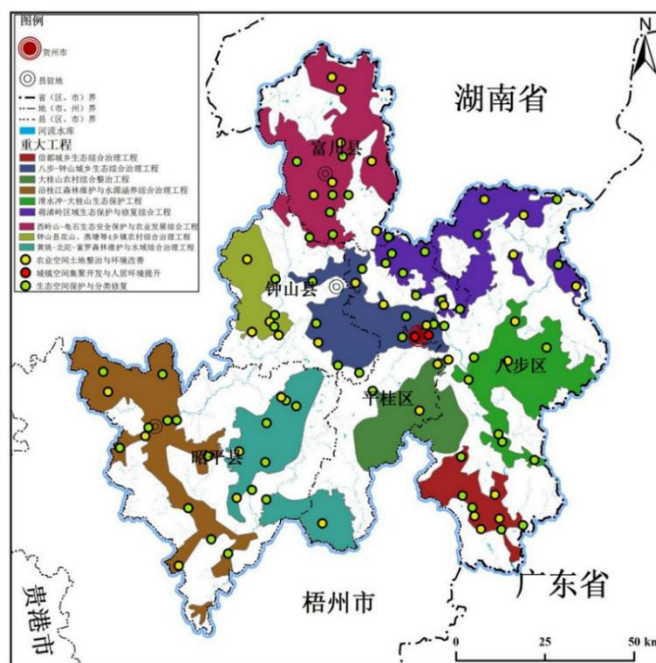 图例
贺州市
县驻地
省（区、市）界
地（市、州）界
县（区、市）界
河流水库
重大工程
信都城乡生态综合治理工程
八步-钟山城乡生态综合治理工程
大桂山农村综合整治工程
沿桂江森林维护与水源涵养综合治理工程
滑水冲-大桂山生态保护工程
萌渚岭区域生态保护与修复综合工程
西岭山-龟石生态安全保护与农业发展综合工程
钟山县花山、燕塘等4乡镇农村综合治理工程
黄姚-北陀-富罗森林维护与水域综合治理工程
农业空间土地整治与环境改善
城镇空间集聚开发与人居环境提升
生态空间保护与分类修复
N
湖南省
富川县
钟山县
八步区
平桂区
昭平县
广东省
梧州市
贵港市
0 25 50 km